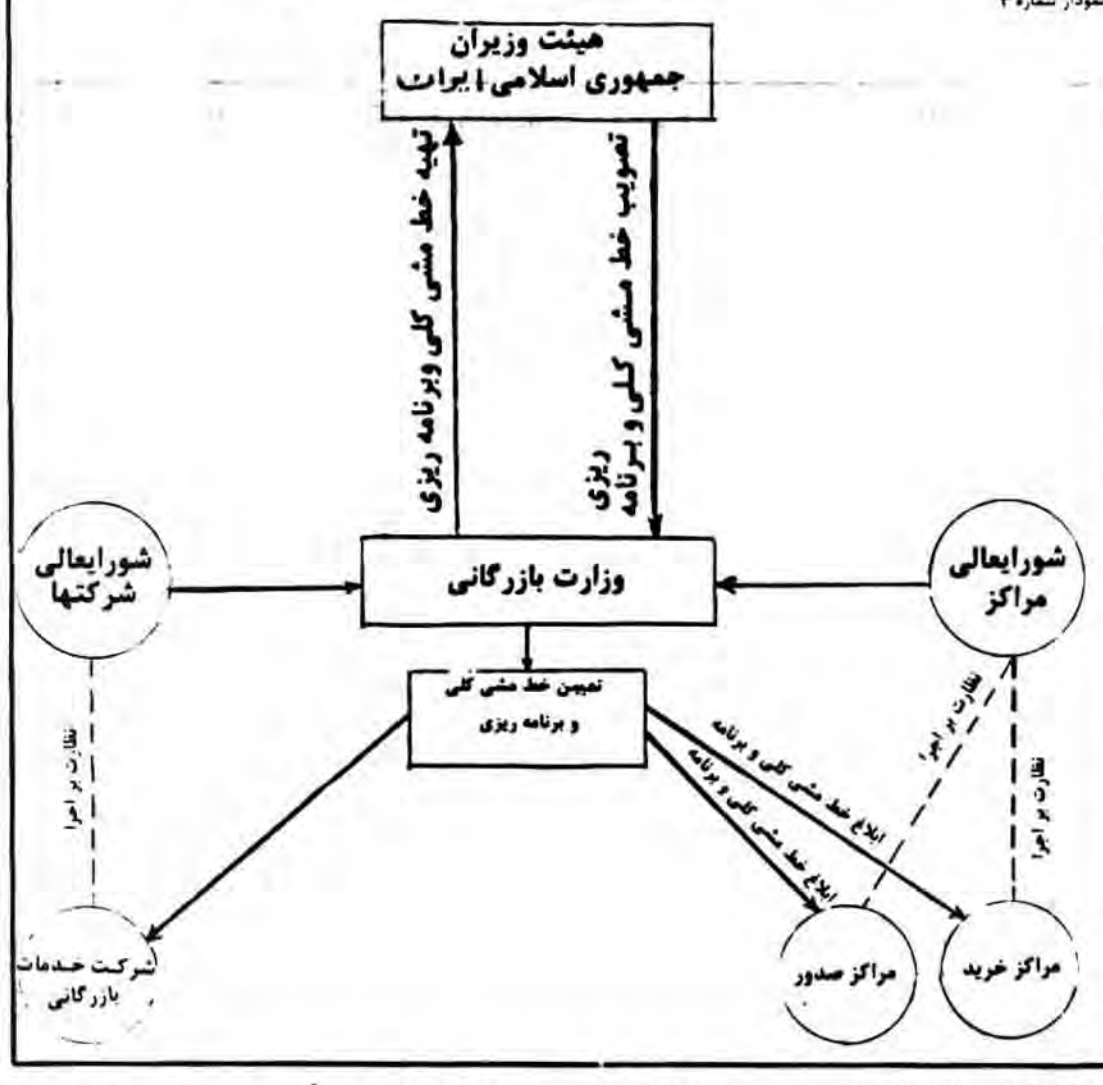 نمودار شماره
هیئت وزیران
جمهوری اسلامی ایران
تهیه خط مشی کلی وبرنامه ریزی
تصویب خط مشی کلی و برنامه
ریزی
شورایعالی
مراکز
وزارت بازرگانی
شورایعالی
شرکتها
تعیین خط مشی کلی
و برنامه ریزی
نظارت بر اجرا
نظارت بر اجرا
ابلاغ خط مشی کلی و برنامه
ابلاغ خط مشی کلی و برنامه
نظارت بر اجرا
مراکز خرید
مراکز صدور
شرکت خدمات
بازرگانی